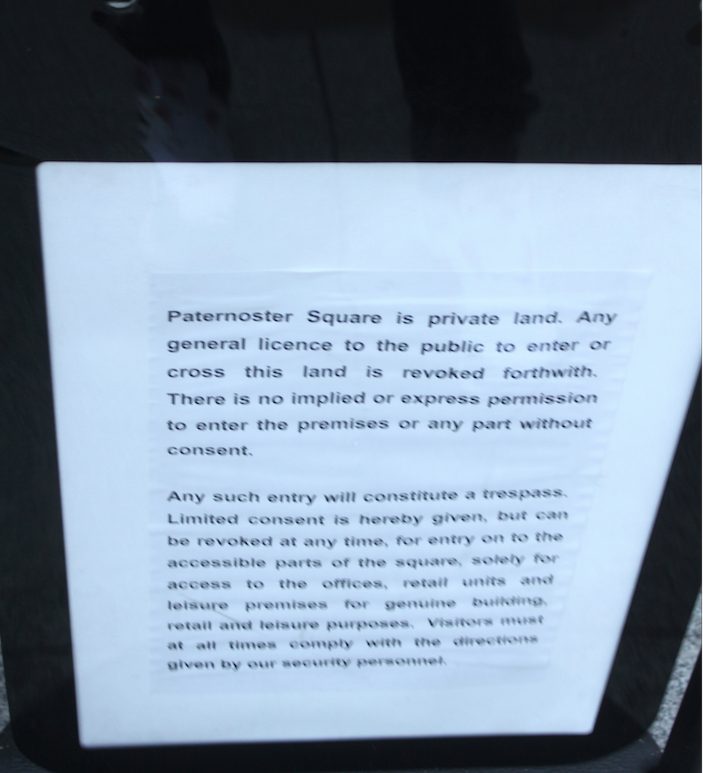 Paternoster Square is private land. Any
general licence to the public to enter or
cross this land is revoked forthwith.
There is no implied or express permission
to enter the premises or any part without
consent.
Any such entry will constitute a trespass.
Limited consent is hereby given, but can
be revoked at any time, for entry on to the
accessible parts of the square, solely for
access to the offices, retail units and
leisure premises for genuine building,
retail and leisure purposes. Visitors must
at all times comply with the directions
given by our security personnel.